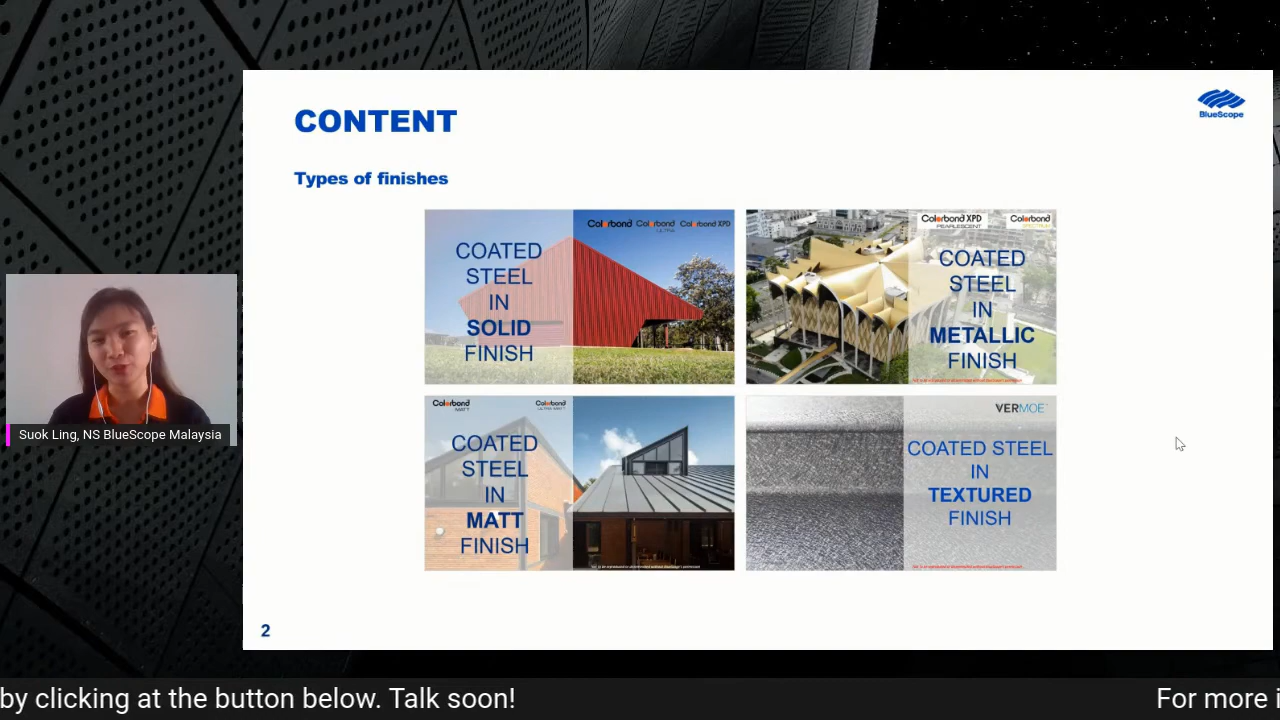 BlueScope
CONTENT
Types of finishes
Colorbond Colorbond Colorbond XPD
ULTRA
COATED
STEEL
IN
SOLID
FINISH
Colorbond XPD Colorbond
PEARLESCENT SPECTRUM
COATED
STEEL
IN
METALLIC
FINISH
Colorbond Colorbond
MATT ULTRA MATT
COATED
STEEL
IN
MATT
FINISH
VERMOE
COATED STEEL
IN
TEXTURED
FINISH
Suok Ling, NS BlueScope Malaysia
2
by clicking at the button below. Talk soon!
For more i